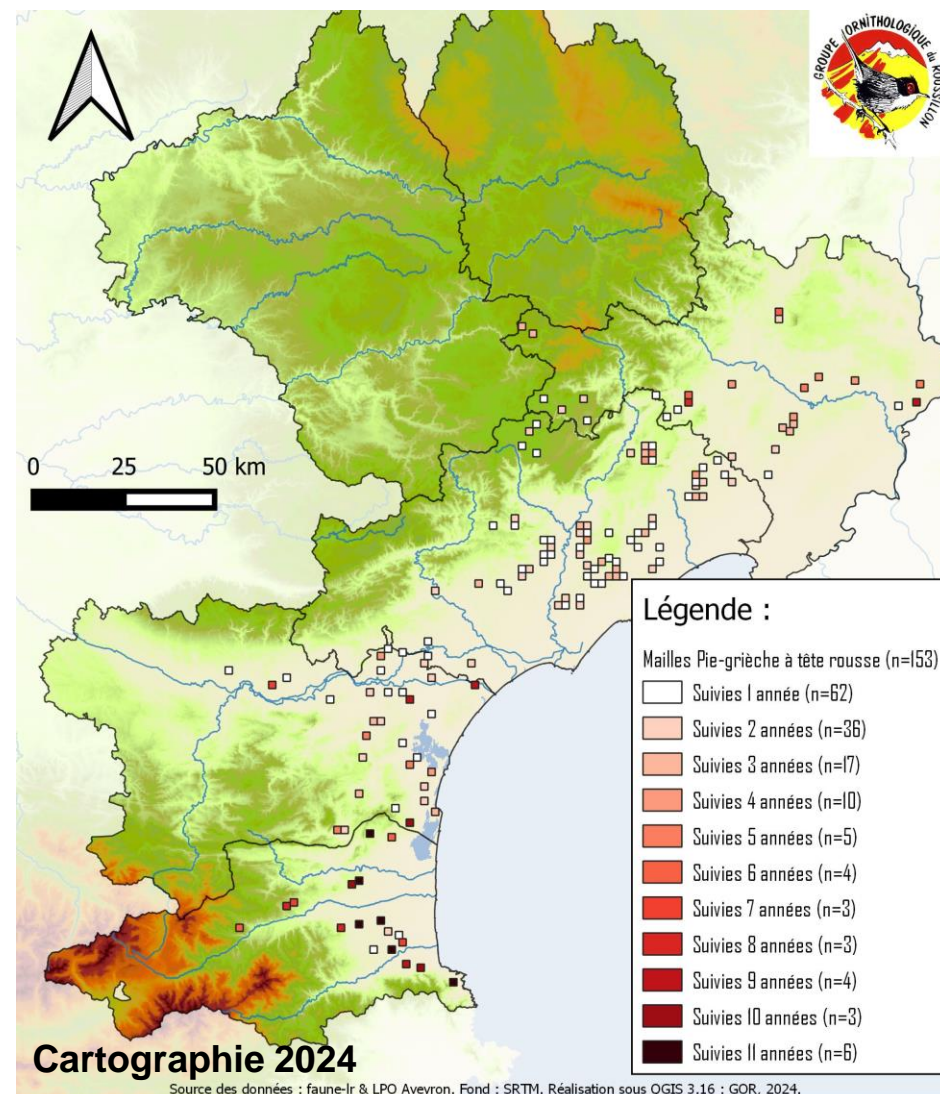 GROUPE ORNITHOLOGIQUE du ROUSSILLON
0 25 50 km
Légende :
Mailles Pie-grièche à tête rousse (n=153)
Suivies 1 année (n=62)
Suivies 2 années (n=36)
Suivies 3 années (n=17)
Suivies 4 années (n=10)
Suivies 5 années (n=5)
Suivies 6 années (n=4)
Suivies 7 années (n=3)
Suivies 8 années (n=3)
Suivies 9 années (n=4)
Suivies 10 années (n=3)
Suivies 11 années (n=6)
Cartographie 2024
Source des données : faune-lr & LPO Aveyron. Fond : SRTM. Réalisation sous QGIS 3.16 : GOR, 2024.